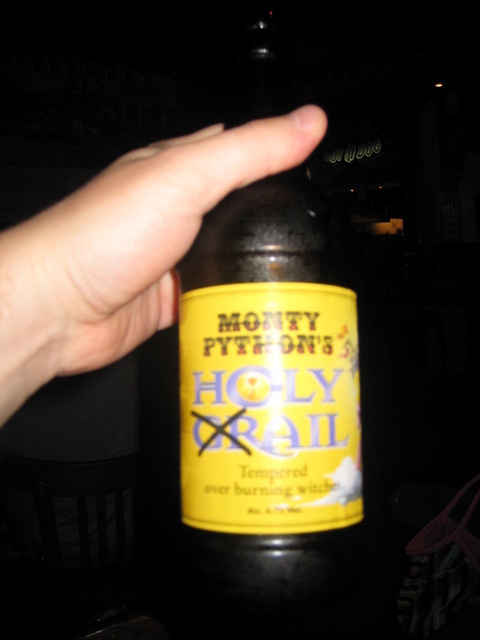 MONTY
PYTHON'S
HOLY
GRAIL
Tempered
over burning witches